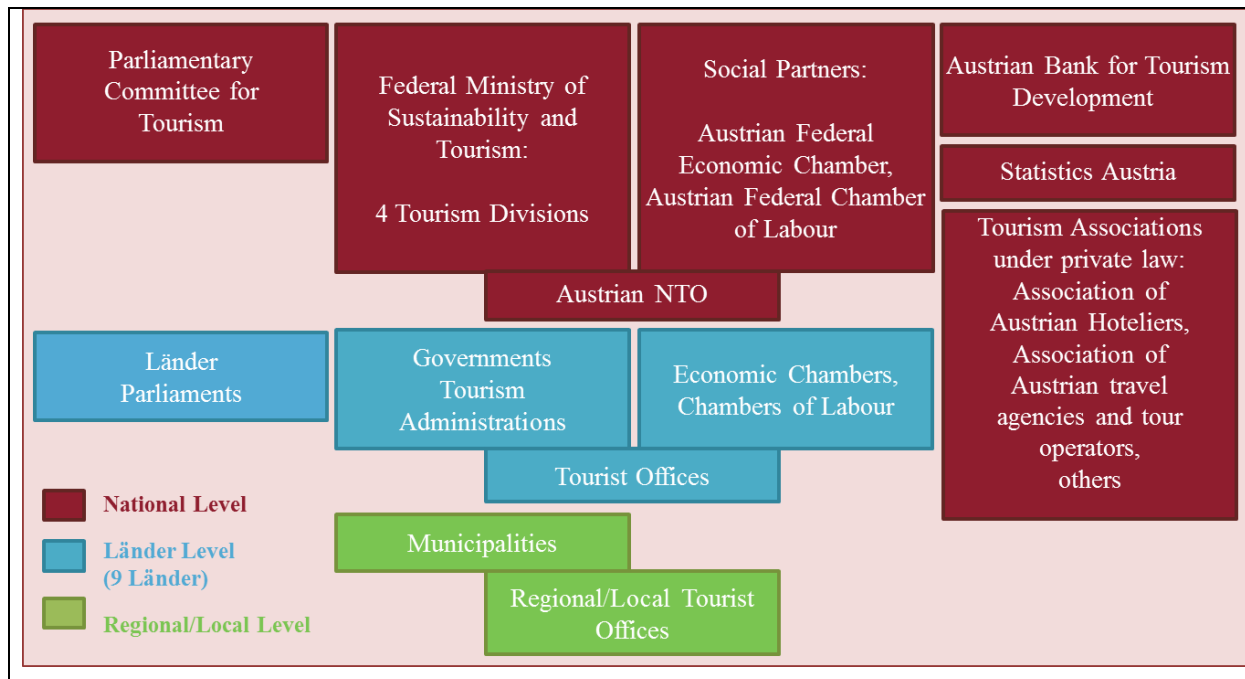 Parliamentary
Committee for
Tourism
Federal Ministry of
Sustainability and
Tourism:
4 Tourism Divisions
Social Partners:
Austrian Federal
Economic Chamber,
Austrian Federal Chamber
of Labour
Austrian Bank for Tourism
Development
Statistics Austria
Tourism Associations
under private law:
Association of
Austrian Hoteliers,
Association of
Austrian travel
agencies and tour
operators,
others
Austrian NTO
Länder
Parliaments
Governments
Tourism
Administrations
Economic Chambers,
Chambers of Labour
Tourist Offices
Municipalities
Regional/Local Tourist
Offices
National Level
Länder Level
(9 Länder)
Regional/Local Level